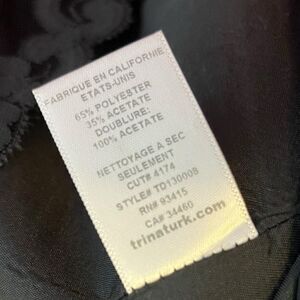 FABRIQUE EN CALIFORNIE
ETATS-UNIS
65% POLYESTER
35% ACETATE
DOUBLURE:
100% ACETATE
NETTOYAGE A SEC
SEULEMENT
CUT# 4174
STYLE# TD130008
RN# 93415
CA# 34460
trinaturk.com